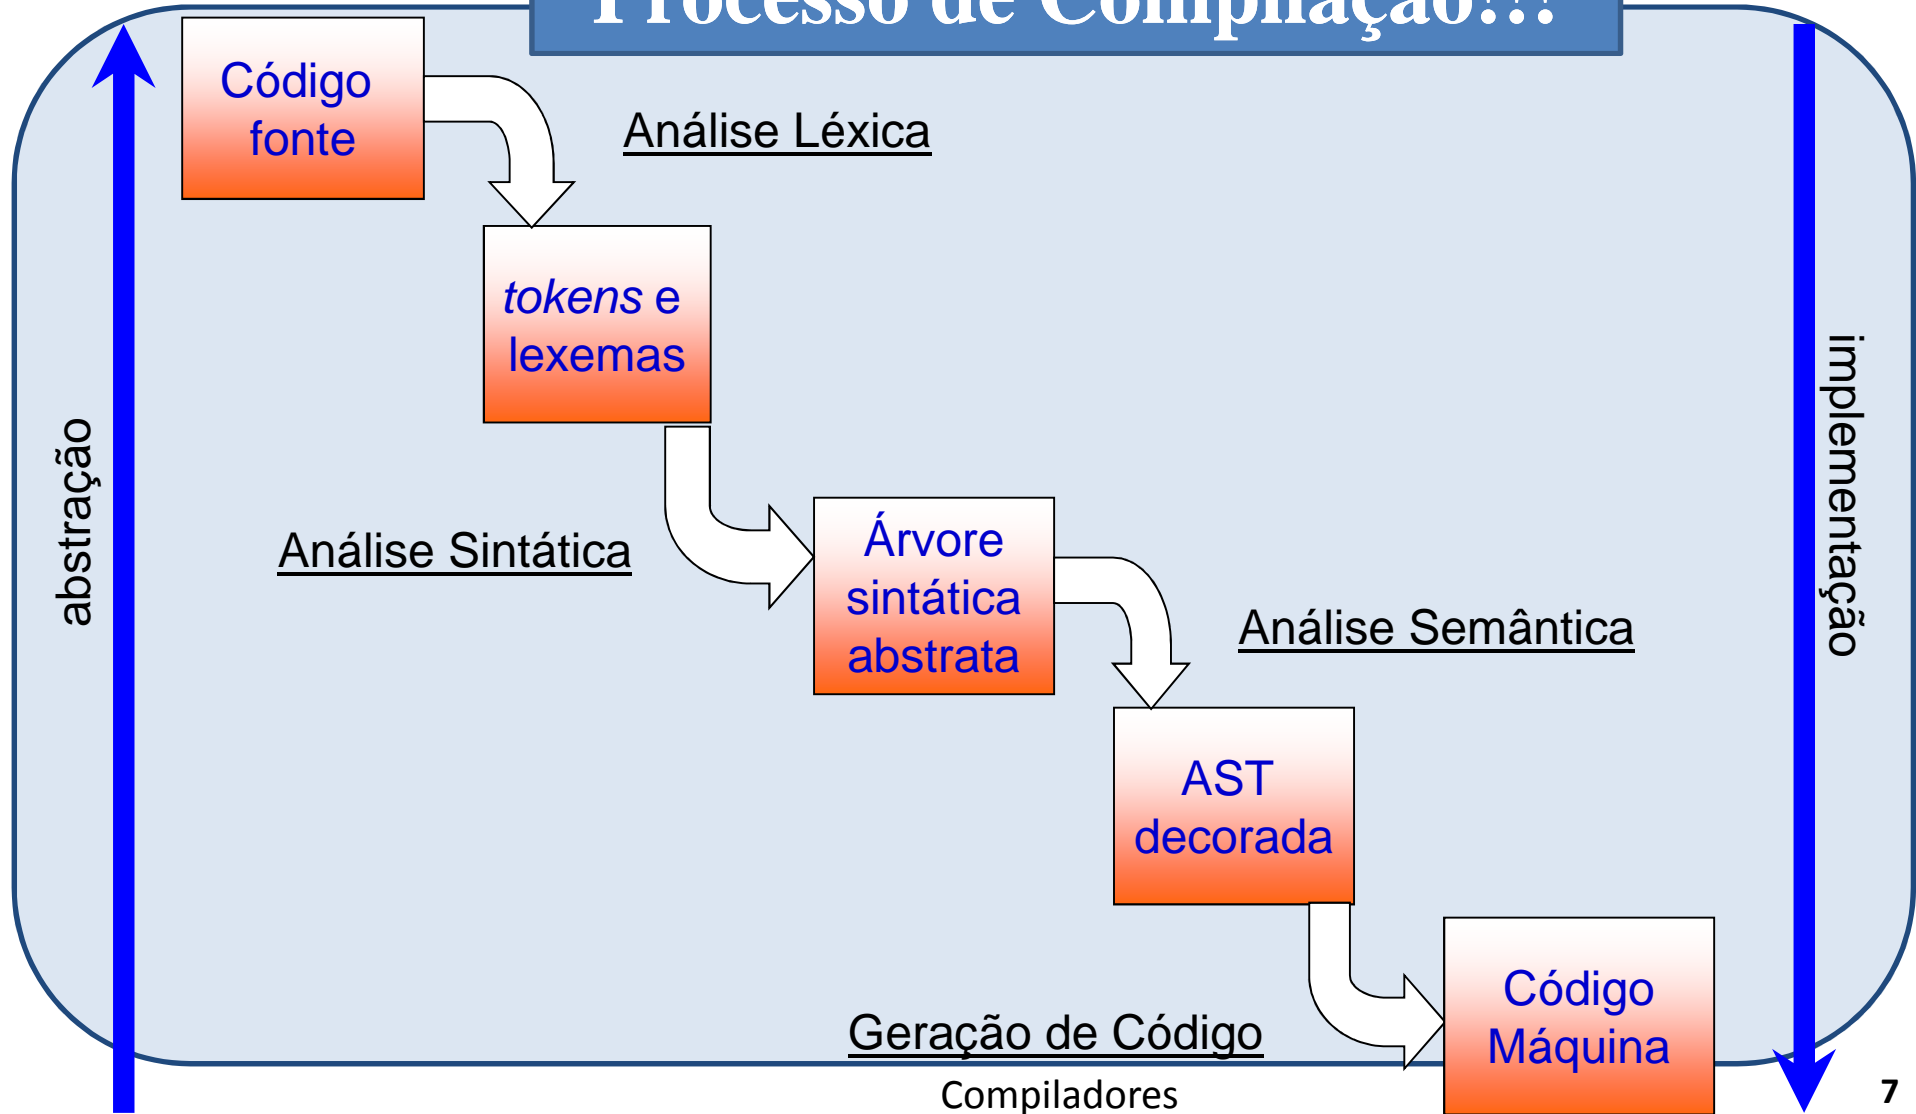 Processo de Compilação!!!
Código
fonte
Análise Léxica
tokens e
lexemas
abstração
implementação
Análise Sintática
Árvore
sintática
abstrata
Análise Semântica
AST
decorada
Geração de Código
Código
Máquina
Compiladores
7